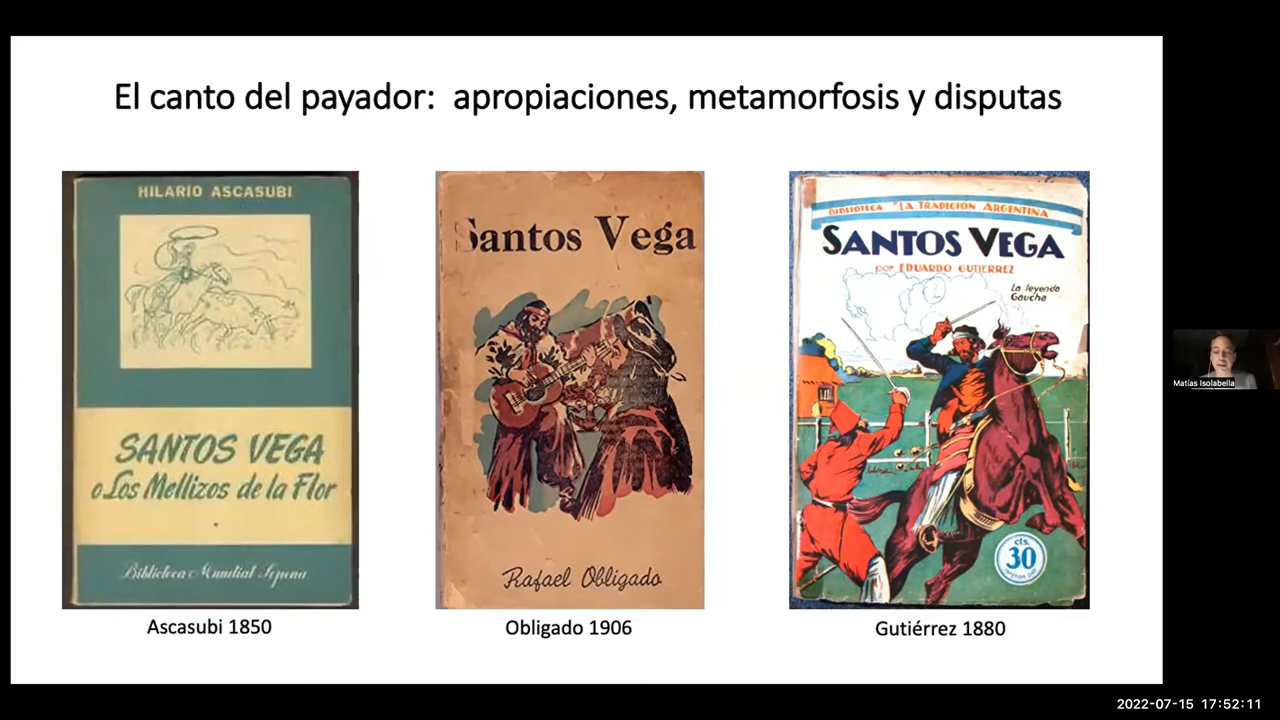 El canto del payador: apropiaciones, metamorfosis y disputas
HILARIO ASCASUBI
SANTOS VEGA
o Los Mellizos de la Flor
Biblioteca Mundial Sopena
Ascasubi 1850
Santos Vega
Rafael Obligado
Obligado 1906
BIBLIOTECA "LA TRADICION ARGENTINA
SANTOS VEGA
por EDUARDO GUTIERREZ
La leyenda
Gaucha
cts.
30
Gutiérrez 1880
Matías Isolabella
2022-07-15 17:52:11